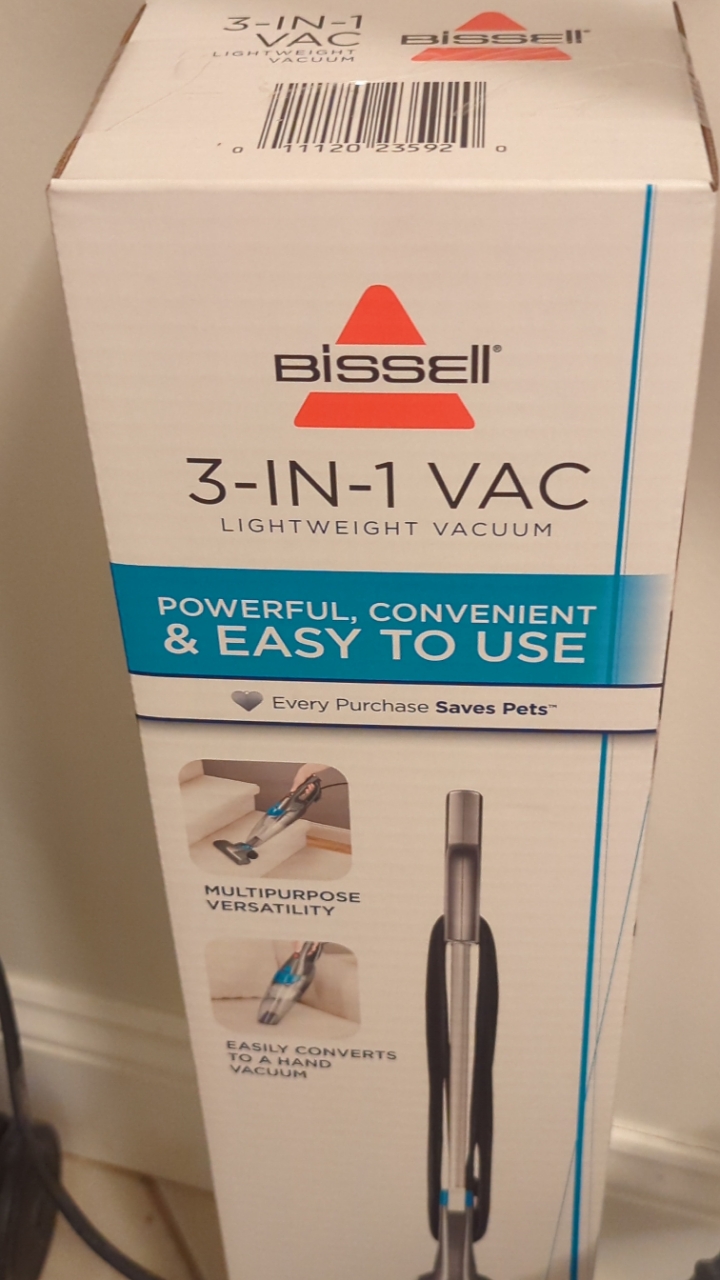 3-IN-1
VAC
LIGHTWEIGHT
VACUUM
BISSELL®
0 11120 23592 0
BISSELL®
3-IN-1 VAC
LIGHTWEIGHT VACUUM
POWERFUL, CONVENIENT
& EASY TO USE
Every Purchase Saves Pets™
MULTIPURPOSE
VERSATILITY
EASILY CONVERTS
TO A HAND
VACUUM